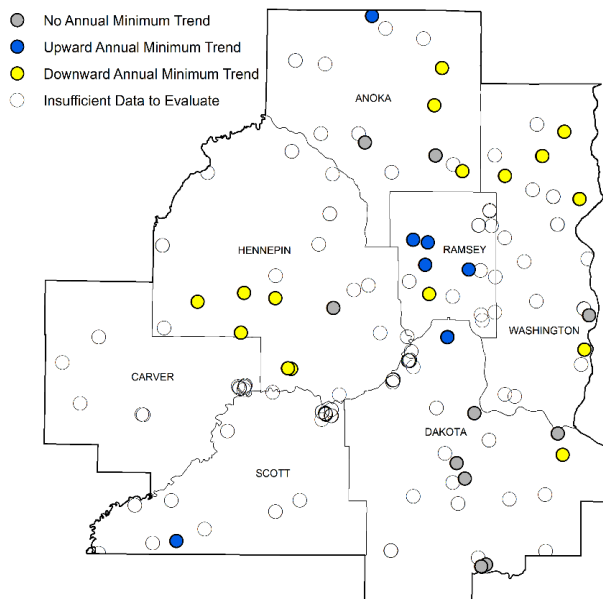 No Annual Minimum Trend
Upward Annual Minimum Trend
Downward Annual Minimum Trend
Insufficient Data to Evaluate
ANOKA
HENNEPIN
RAMSEY
WASHINGTON
CARVER
DAKOTA
SCOTT